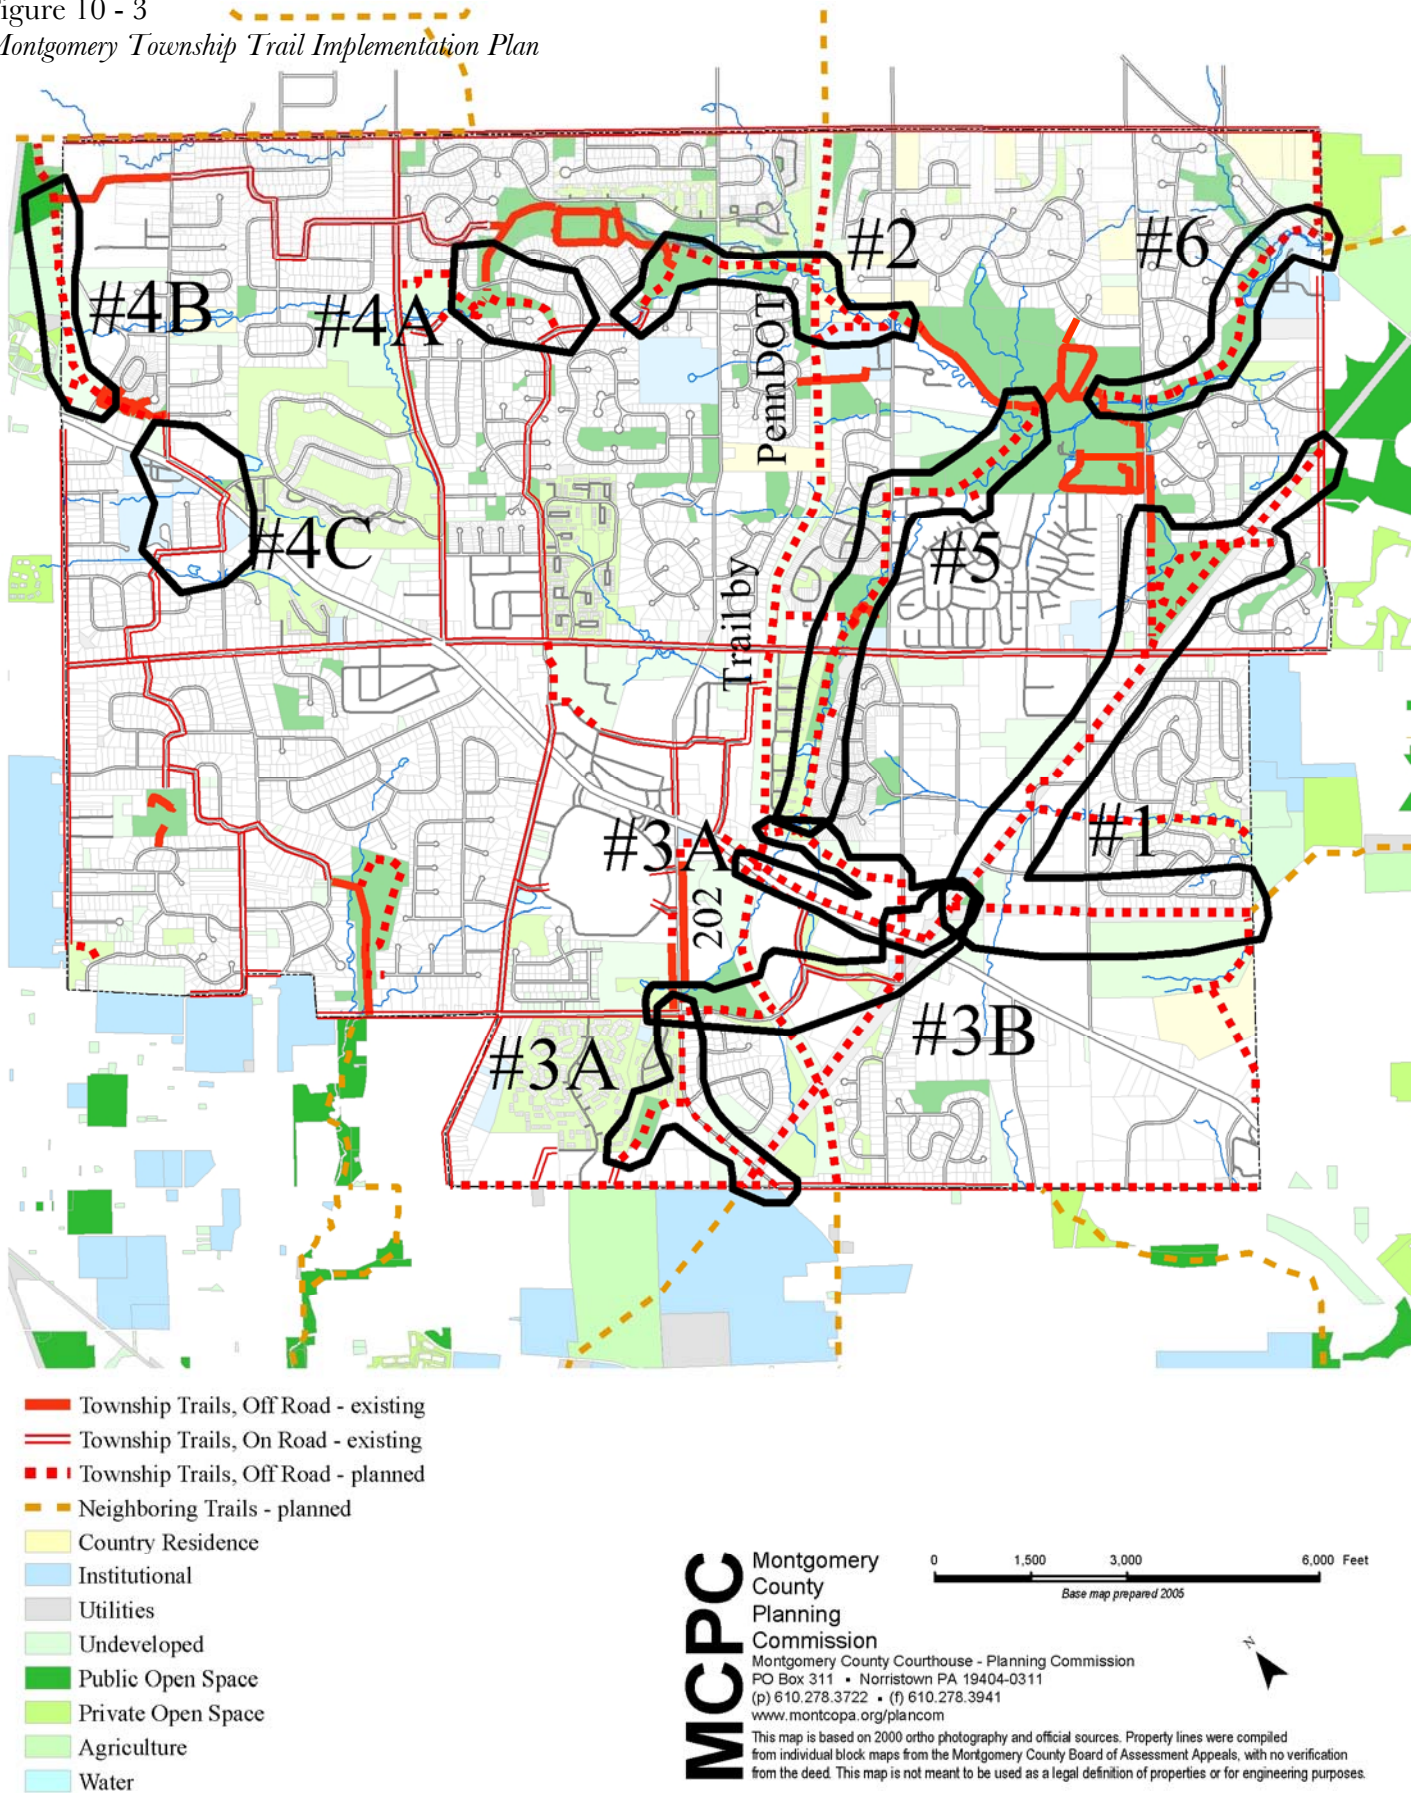 igure 10 - 3
Montgomery Township Trail Implementation Plan
#2
#6
#4B
#4A
PennDOT
Trail by
#4C
#5
#3A
202
#1
#3B
#3A
Township Trails, Off Road - existing
Township Trails, On Road - existing
Township Trails, Off Road - planned
Neighboring Trails - planned
Country Residence
Institutional
Utilities
Undeveloped
Public Open Space
Private Open Space
Agriculture
Water
MCPC
Montgomery
County
Planning
Commission
Montgomery County Courthouse - Planning Commission
PO Box 311 • Norristown PA 19404-0311
(p) 610.278.3722 • (f) 610.278.3941
www.montcopa.org/plancom
0 1,500 3,000 6,000 Feet
Base map prepared 2005
N
This map is based on 2000 ortho photography and official sources. Property lines were compiled
from individual block maps from the Montgomery County Board of Assessment Appeals, with no verification
from the deed. This map is not meant to be used as a legal definition of properties or for engineering purposes.